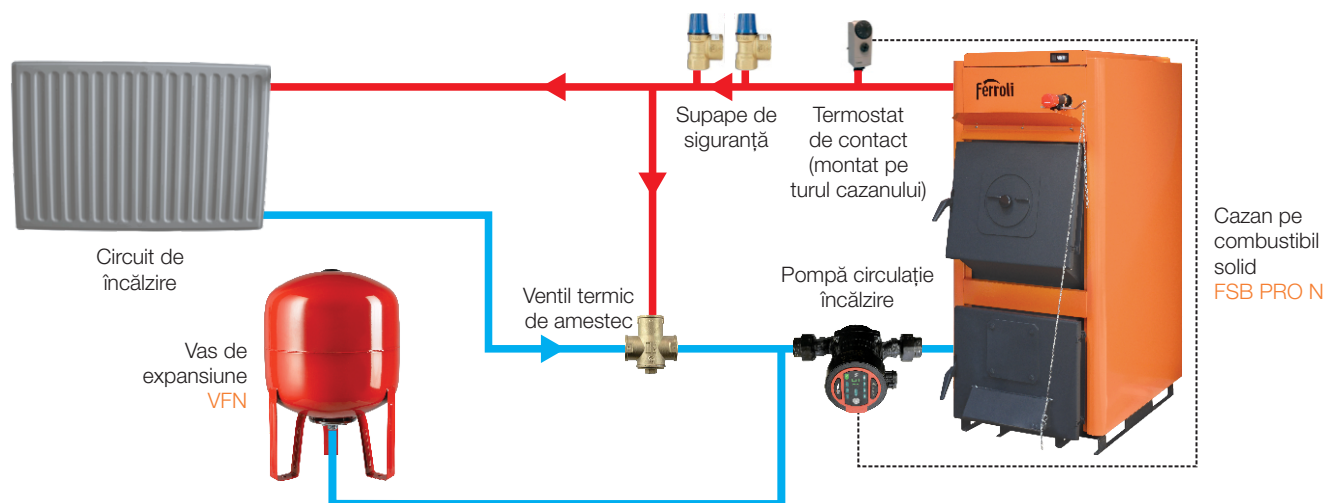 Ferroli
Supape de
siguranță
Termostat
de contact
(montat pe
turul cazanului)
Circuit de
încălzire
Vas de
expansiune
VFN
Ventil termic
de amestec
Pompă circulație
încălzire
Cazan pe
combustibil
solid
FSB PRO N